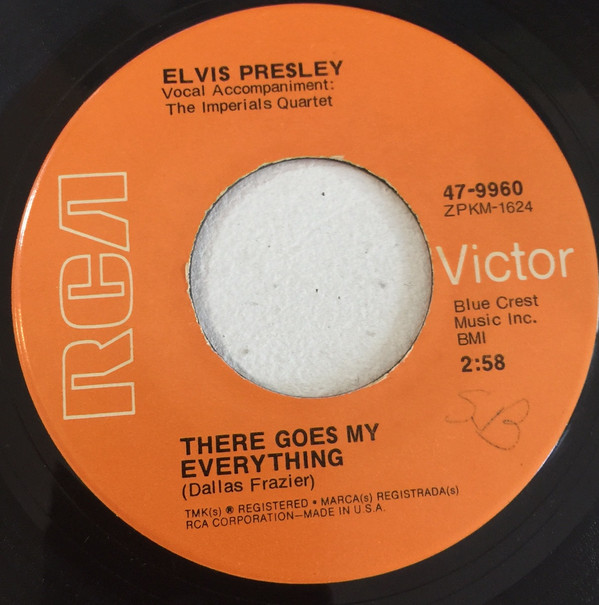 ELVIS PRESLEY
Vocal Accompaniment:
The Imperials Quartet
RCA
47-9960
ZPKM-1624
Victor
Blue Crest
Music Inc.
BMI
2:58
SB
THERE GOES MY
EVERYTHING
(Dallas Frazier)
TMK(s) ® REGISTERED • MARCA(s) REGISTRADA(s)
RCA CORPORATION—MADE IN U.S.A.